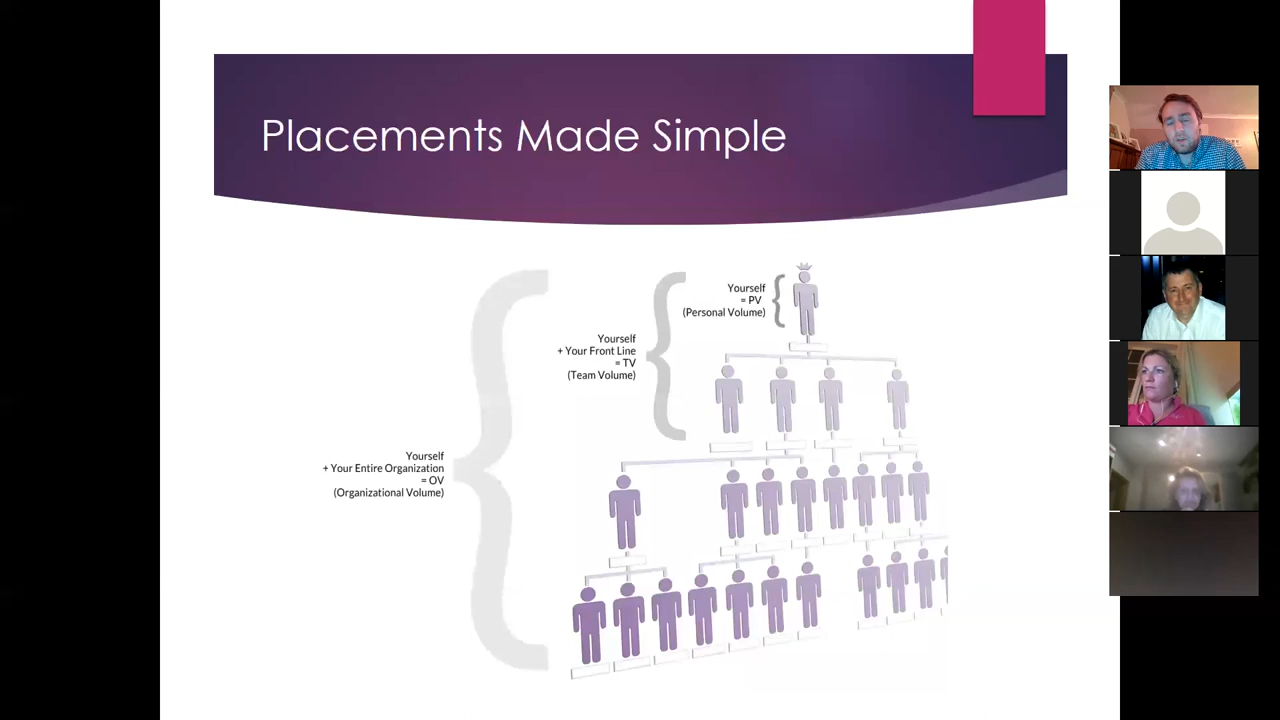 Placements Made Simple
Yourself
= PV
(Personal Volume)
Yourself
+ Your Front Line
= TV
(Team Volume)
Yourself
+ Your Entire Organization
= OV
(Organizational Volume)